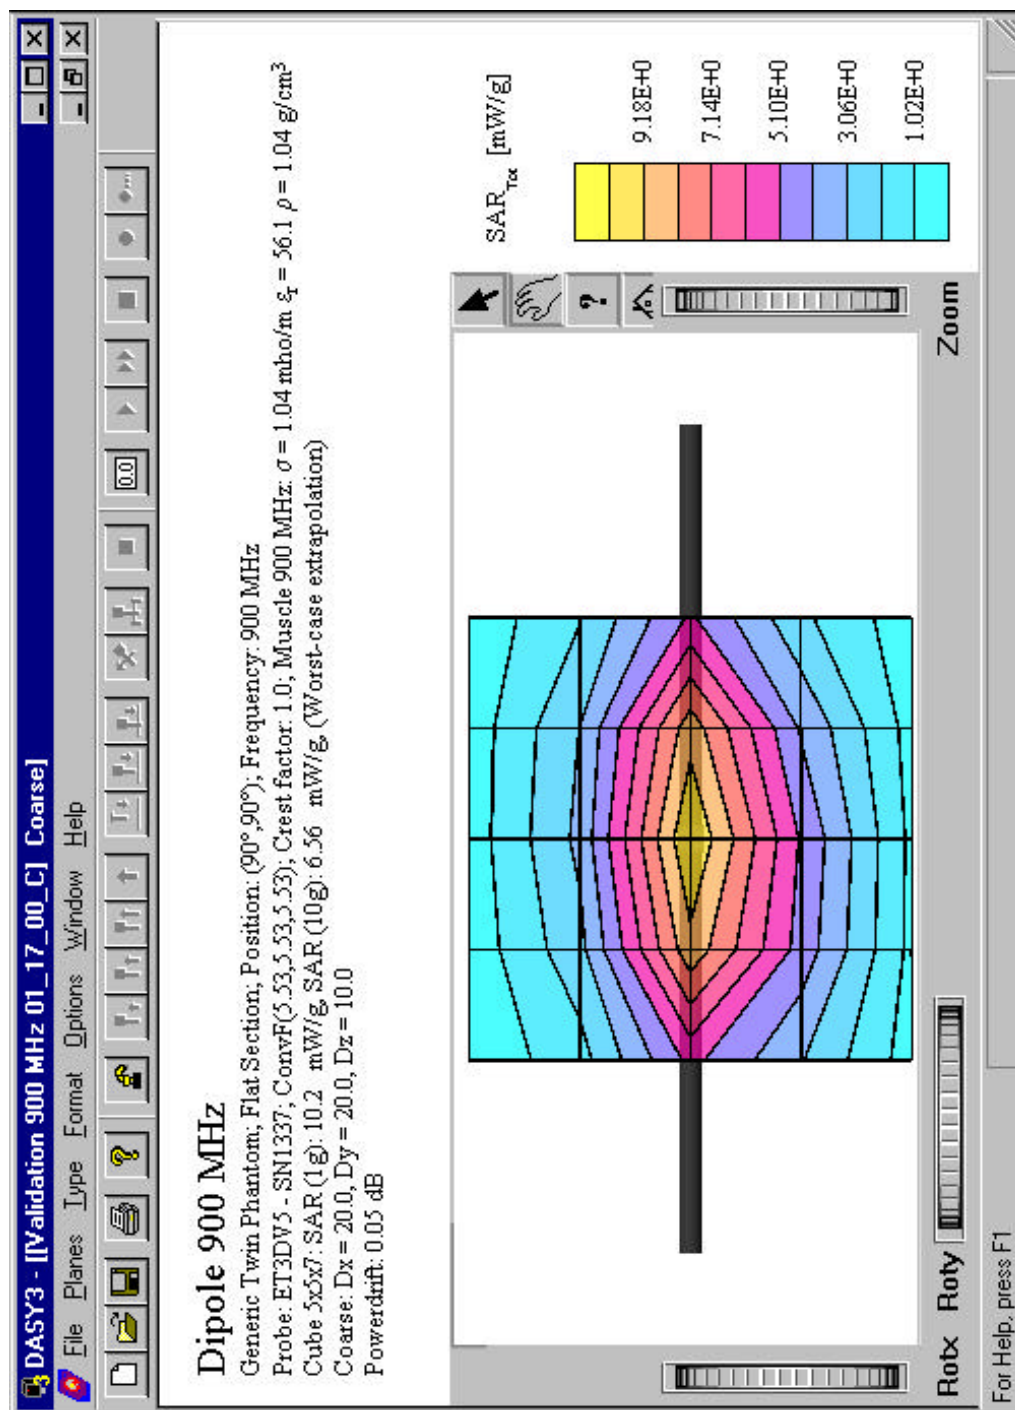 DASY3 - [[Validation 900 MHz 01_17_00_C] Coarse]
File Planes Type Format Options Window Help
0.0
Dipole 900 MHz
Generic Twin Phantom; Flat Section; Position: (90°,90°); Frequency: 900 MHz
Probe: ET3DV5 - SN1337; ConvF(5.53,5.53,5.53); Crest factor: 1.0; Muscle 900 MHz: σ = 1.04 mho/m εr = 56.1 ρ = 1.04 g/cm³
Cube 5x5x7: SAR (1g): 10.2 mW/g, SAR (10g): 6.56 mW/g, (Worst-case extrapolation)
Coarse: Dx = 20.0, Dy = 20.0, Dz = 10.0
Powerdrift: 0.05 dB
SARTot [mW/g]
9.18E+0
7.14E+0
5.10E+0
3.06E+0
1.02E+0
Rotx Roty Zoom
For Help, press F1